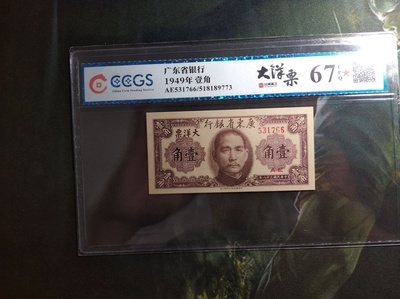 CCGS
广东省银行
1949年 壹角
AE531766/518189773
大洋票
67
EPQ
廣東省銀行
大洋票
531766
壹角
壹角